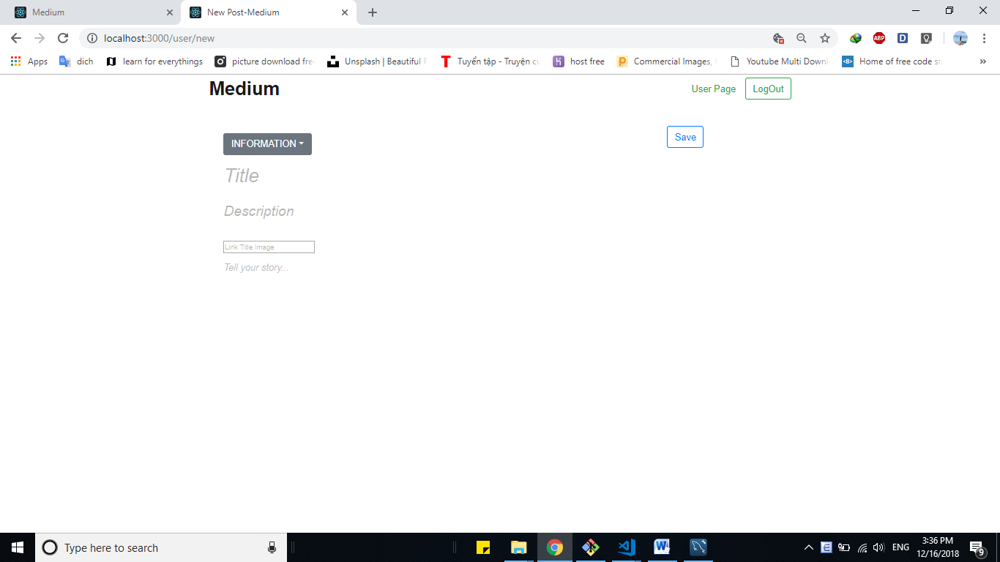 Medium
New Post-Medium
localhost:3000/user/new
ABP
D
Apps
dich
learn for everythings
picture download fre
Unsplash | Beautiful
Tuyển tập - Truyện
host free
Commercial Images,
Youtube Multi Down
Home of free code
»
Medium
User Page
LogOut
INFORMATION
Save
Title
Description
Link Title Image
Tell your story...
Type here to search
ENG
3:36 PM
12/16/2018
9